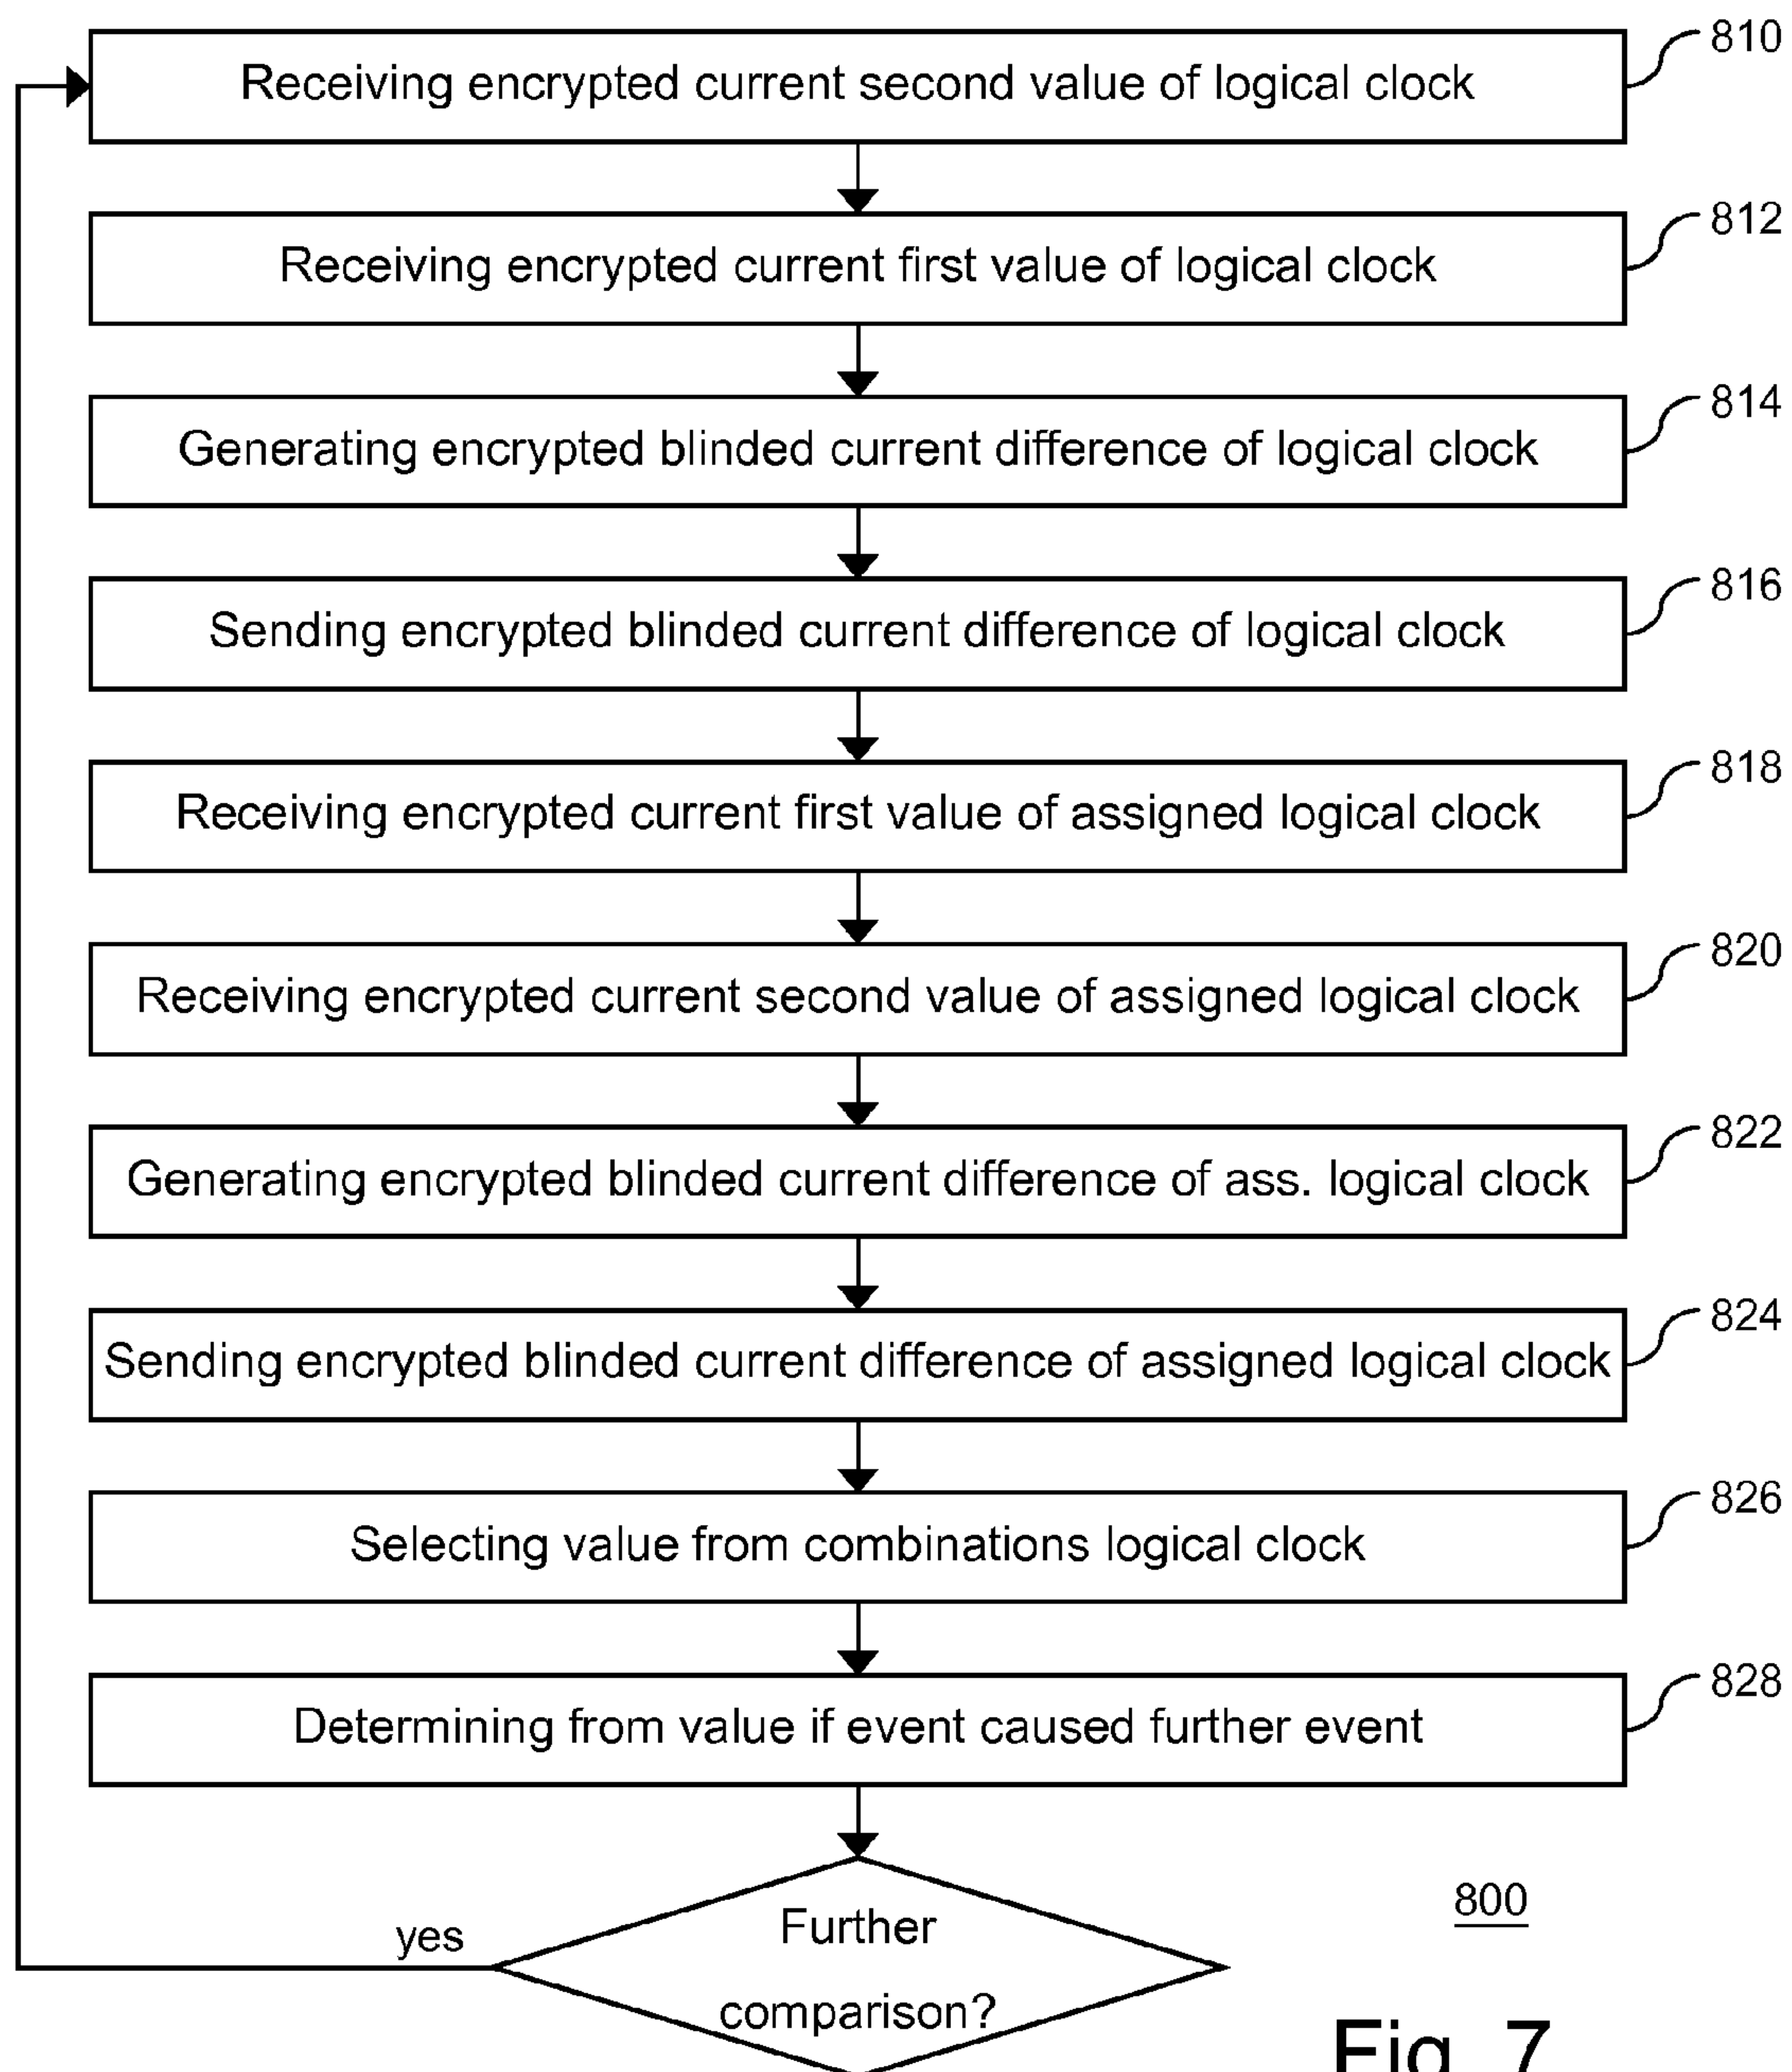 810
Receiving encrypted current second value of logical clock
812
Receiving encrypted current first value of logical clock
814
Generating encrypted blinded current difference of logical clock
816
Sending encrypted blinded current difference of logical clock
818
Receiving encrypted current first value of assigned logical clock
820
Receiving encrypted current second value of assigned logical clock
822
Generating encrypted blinded current difference of ass. logical clock
824
Sending encrypted blinded current difference of assigned logical clock
826
Selecting value from combinations logical clock
828
Determining from value if event caused further event
800
yes
Further
comparison?
Fig. 7